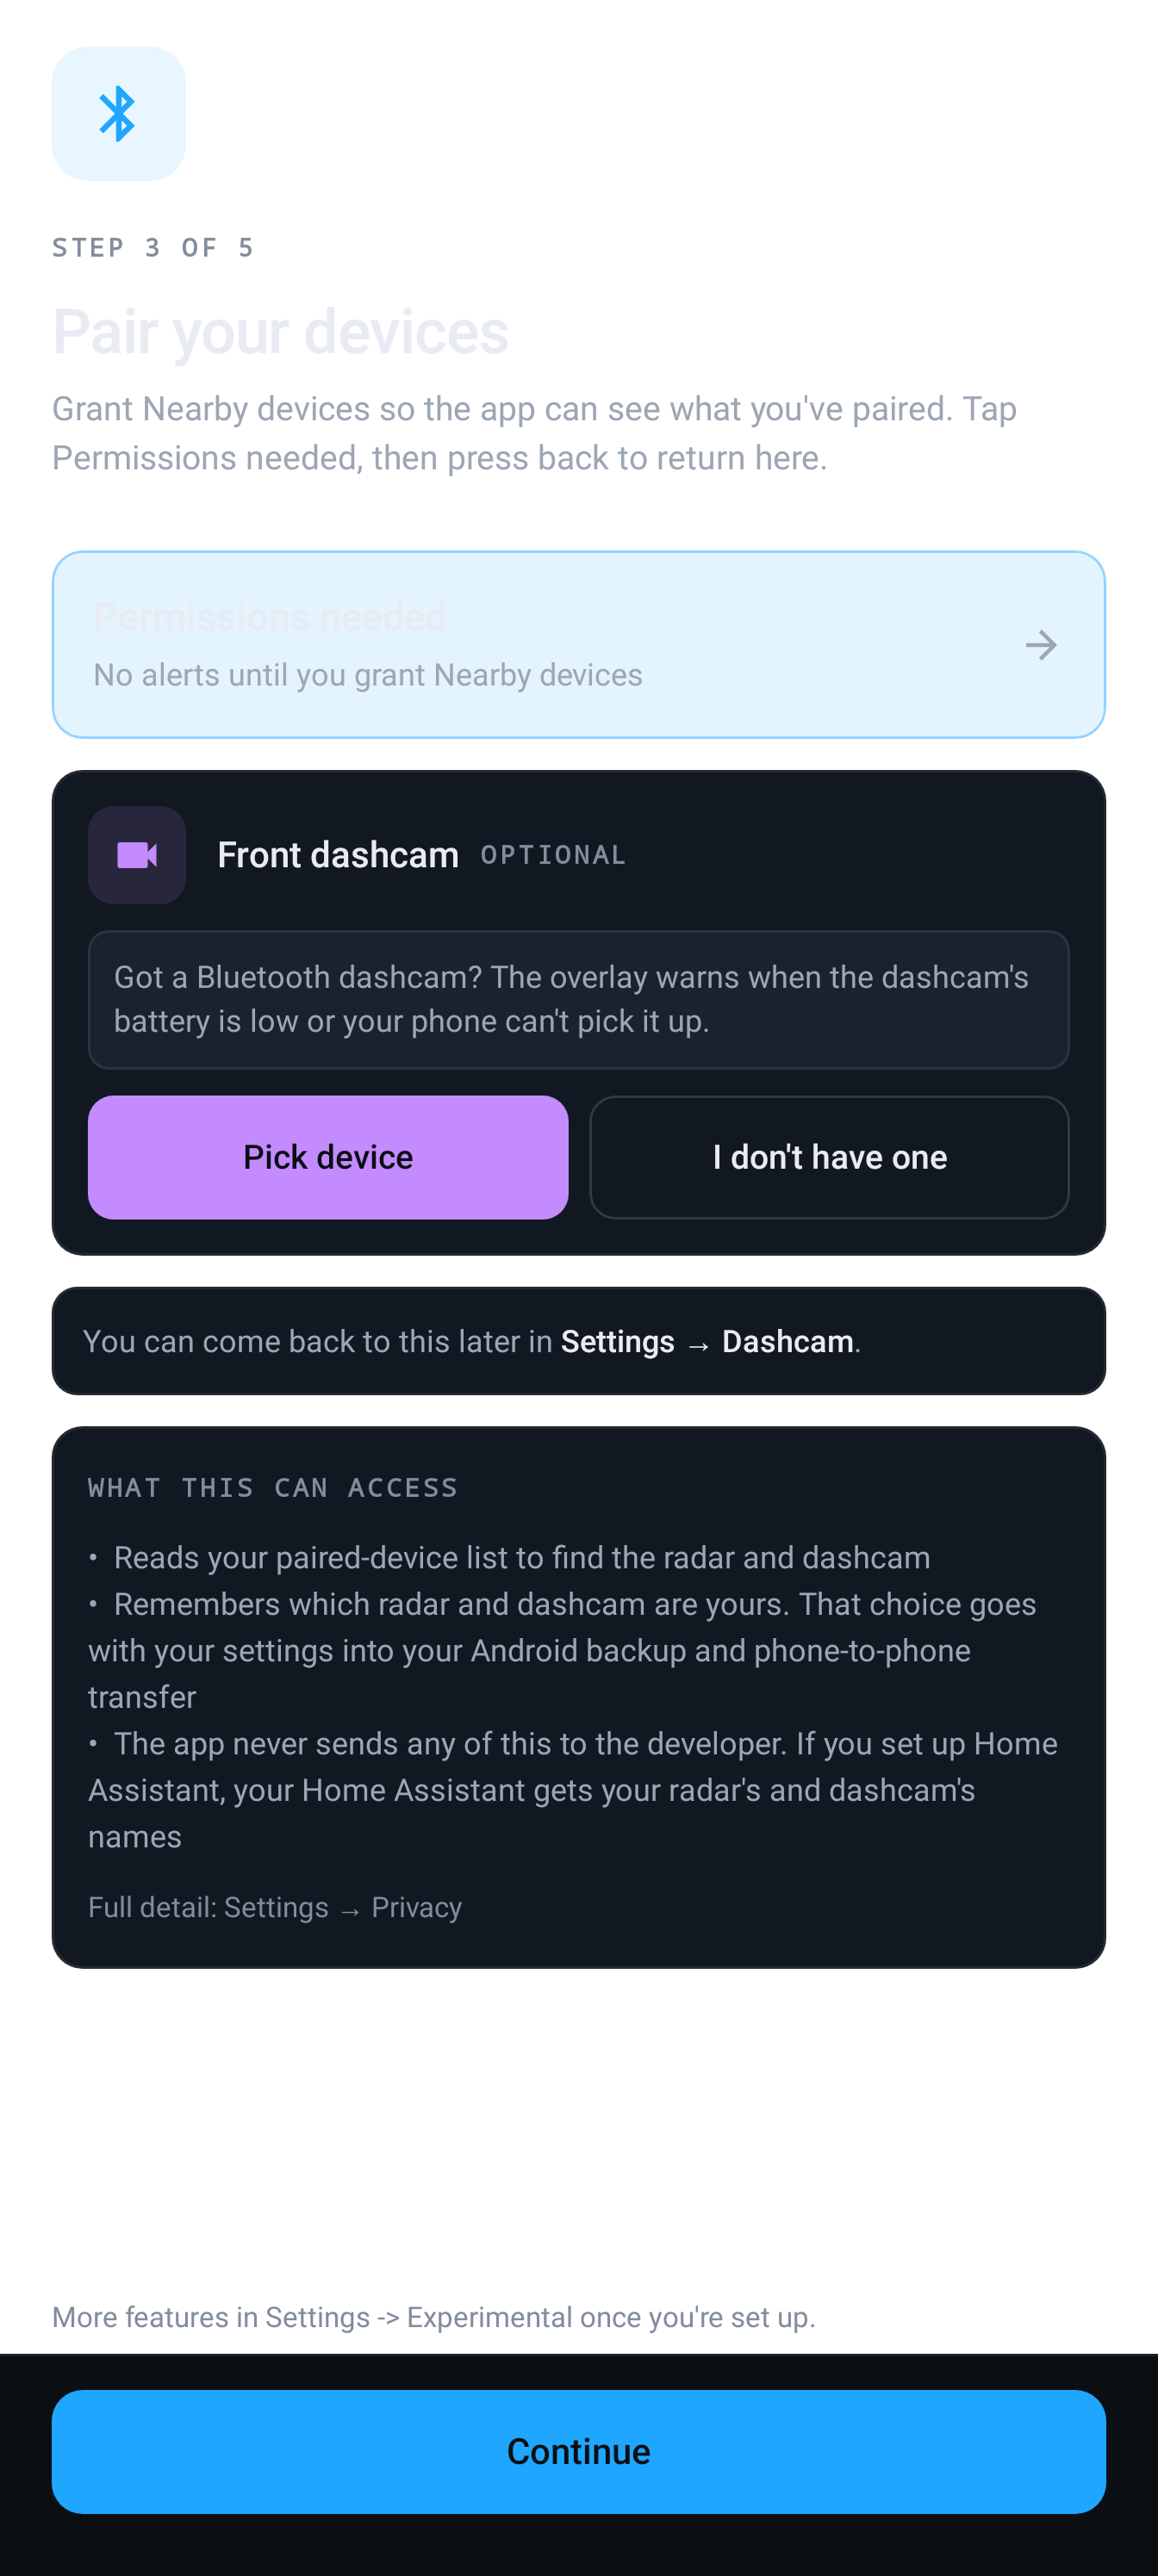 STEP 3 OF 5
Pair your devices
Grant Nearby devices so the app can see what you've paired. Tap
Permissions needed, then press back to return here.
Permissions needed
No alerts until you grant Nearby devices
Front dashcam OPTIONAL
Got a Bluetooth dashcam? The overlay warns when the dashcam's
battery is low or your phone can't pick it up.
Pick device
I don't have one
You can come back to this later in Settings → Dashcam.
WHAT THIS CAN ACCESS
• Reads your paired-device list to find the radar and dashcam
• Remembers which radar and dashcam are yours. That choice goes
with your settings into your Android backup and phone-to-phone
transfer
• The app never sends any of this to the developer. If you set up Home
Assistant, your Home Assistant gets your radar's and dashcam's
names
Full detail: Settings → Privacy
More features in Settings -> Experimental once you're set up.
Continue